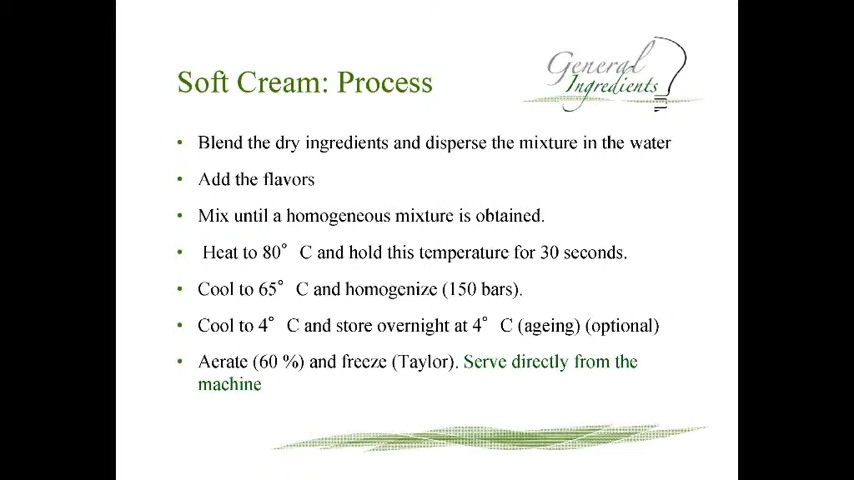 General
Ingredients
Soft Cream: Process
• Blend the dry ingredients and disperse the mixture in the water
• Add the flavors
• Mix until a homogeneous mixture is obtained.
• Heat to 80° C and hold this temperature for 30 seconds.
• Cool to 65° C and homogenize (150 bars).
• Cool to 4° C and store overnight at 4° C (ageing) (optional)
• Aerate (60 %) and freeze (Taylor). Serve directly from the
machine